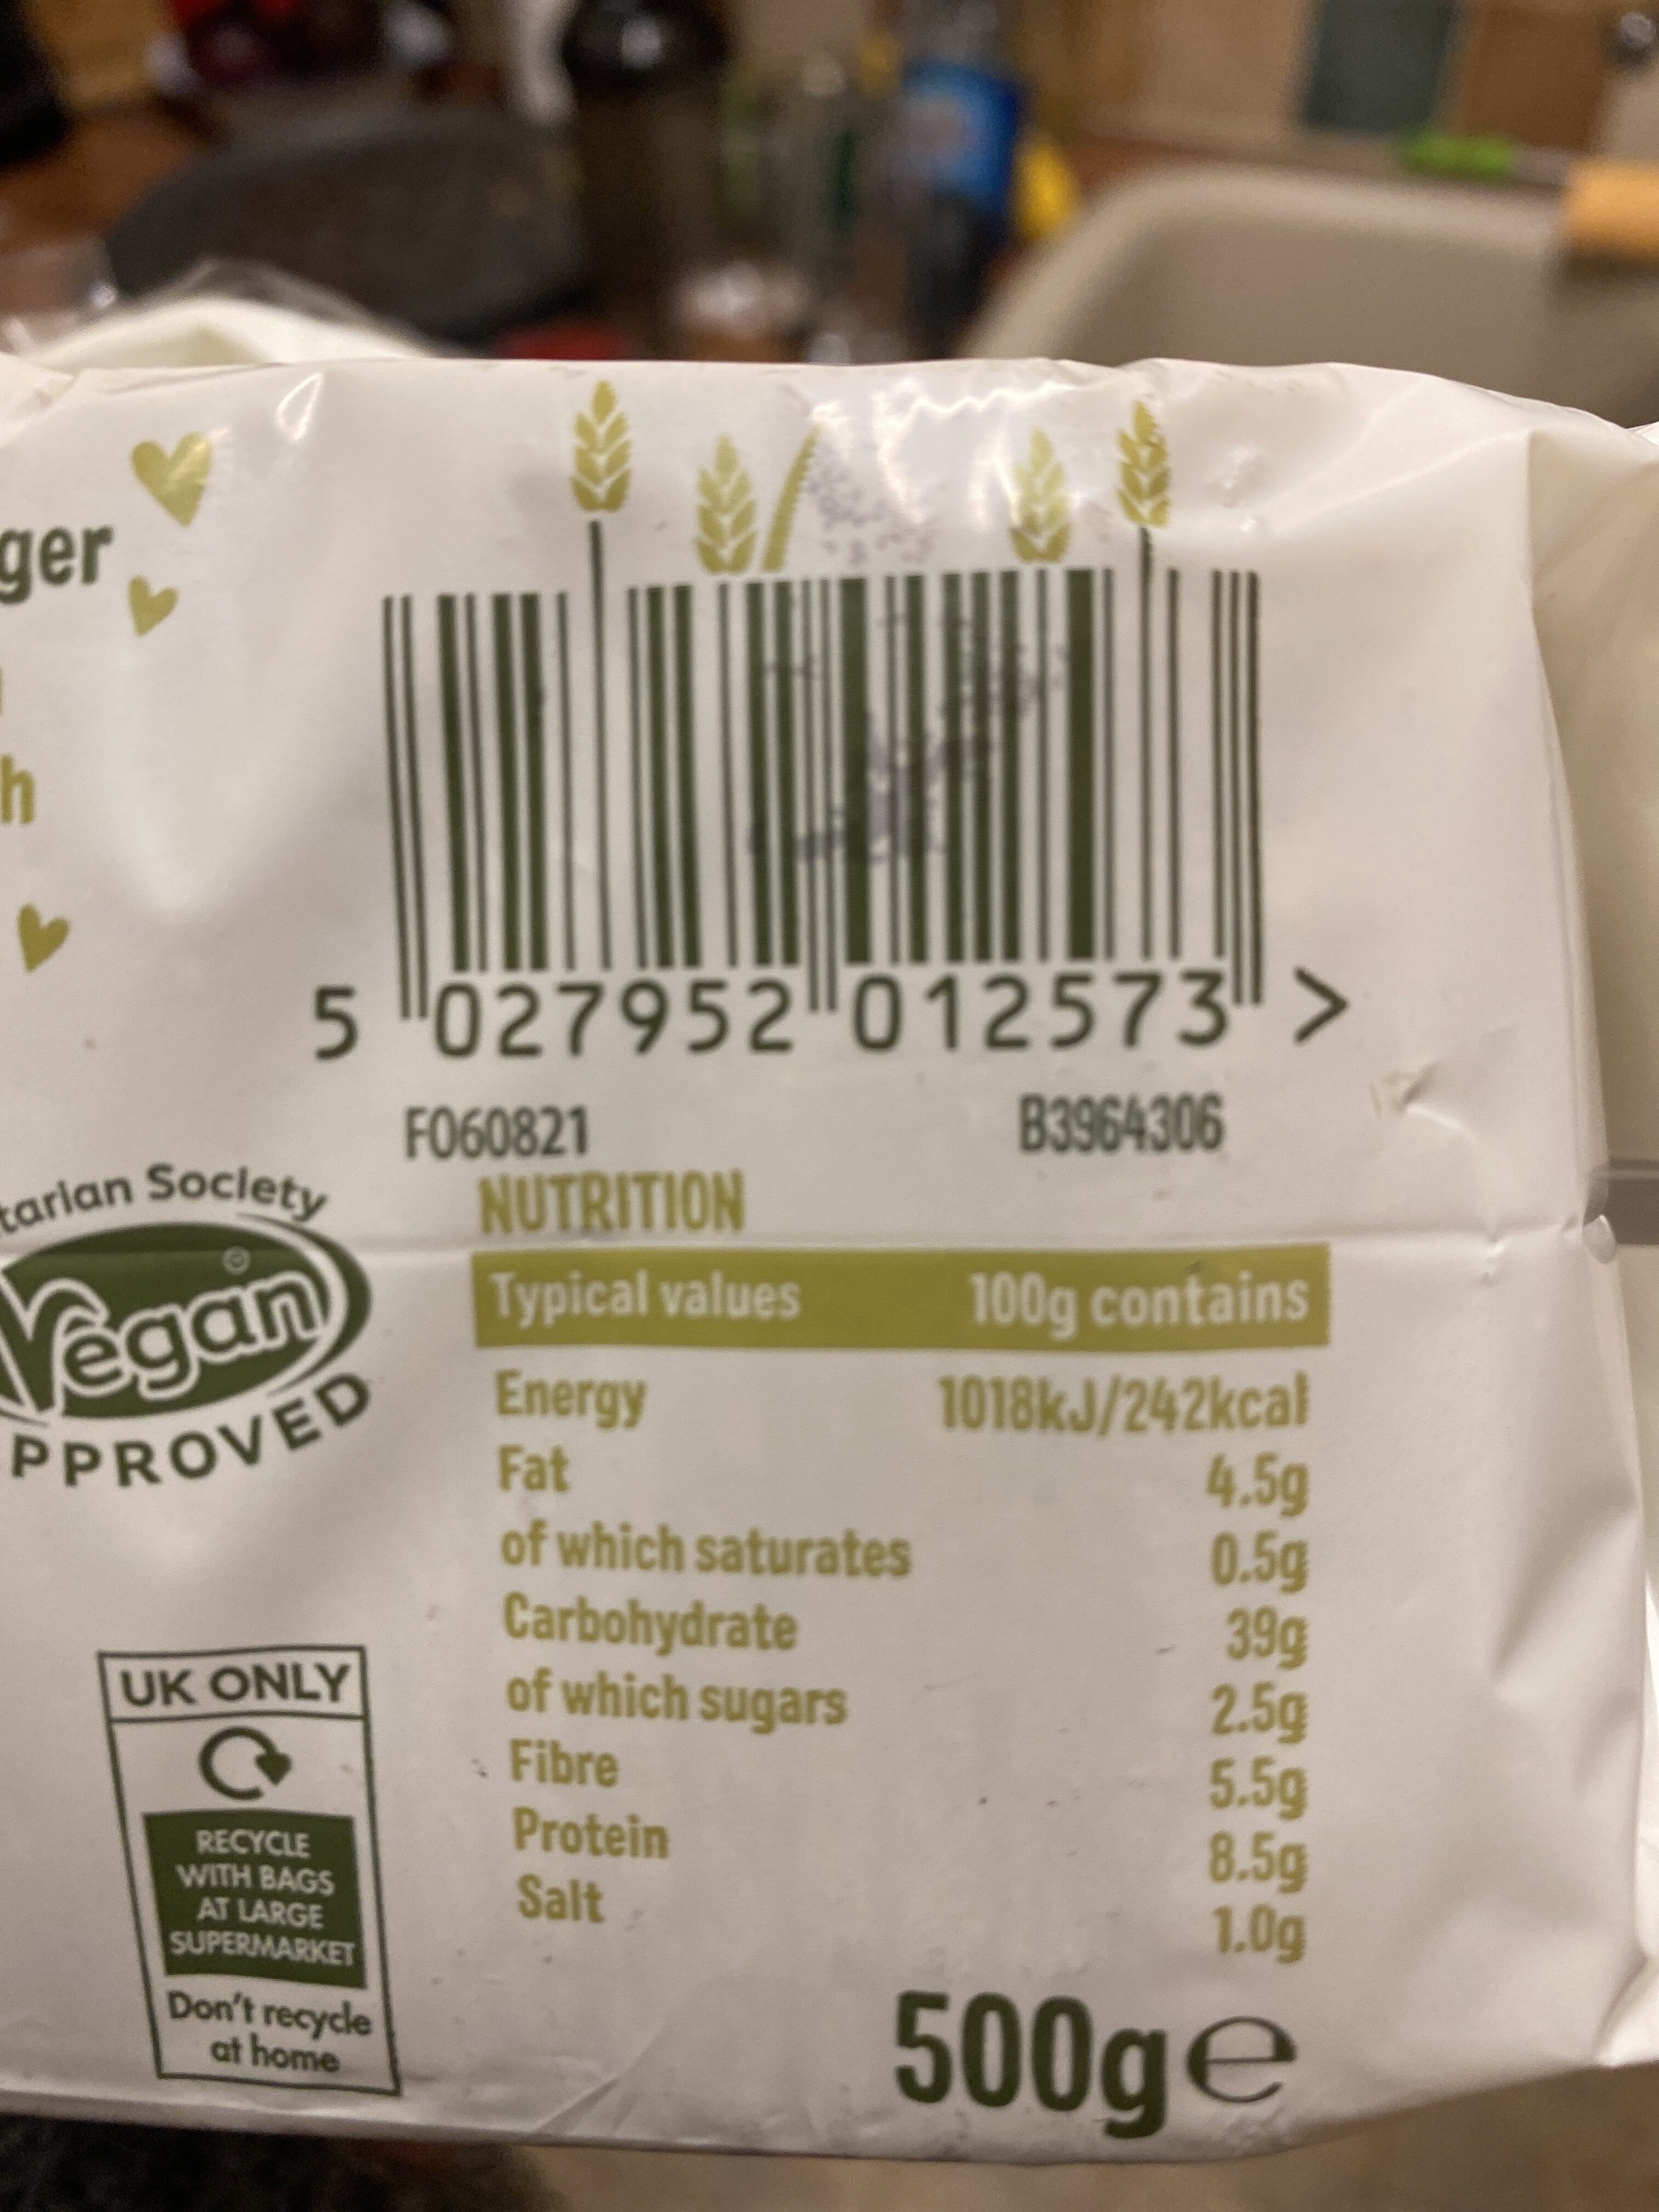 ger
h
5 027952 012573 >
F060821 B3964306
tarian Society
Vegan
PPROVED
NUTRITION
Typical values 100g contains
Energy 1018kJ/242kcal
Fat 4.5g
of which saturates 0.5g
Carbohydrate 39g
of which sugars 2.5g
Fibre 5.5g
Protein 8.5g
Salt 1.0g
UK ONLY
RECYCLE
WITH BAGS
AT LARGE
SUPERMARKET
Don't recycle
at home
500g e